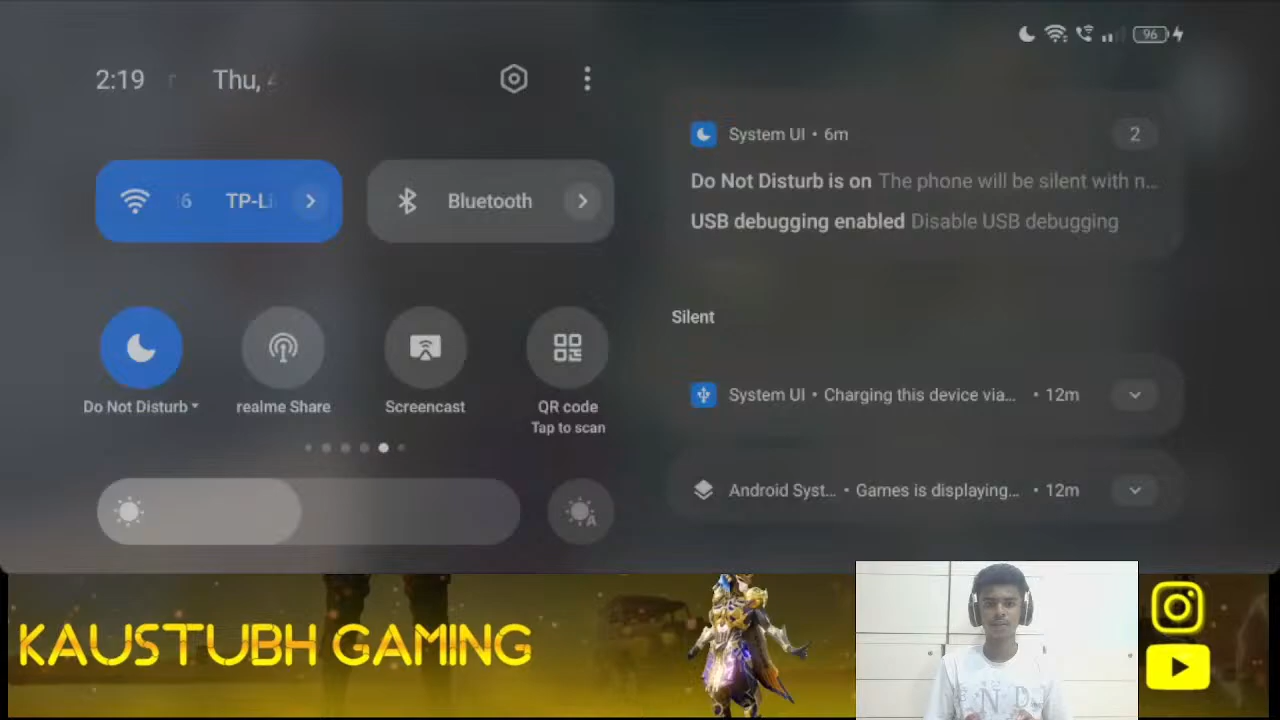 96
2:19
Thu,
TP-Li
Bluetooth
Do Not Disturb
realme Share
Screencast
QR code
Tap to scan
System UI • 6m
2
Do Not Disturb is on The phone will be silent with n...
USB debugging enabled Disable USB debugging
Silent
System UI • Charging this device via... • 12m
Android Syst... • Games is displaying... • 12m
KAUSTUBH GAMING